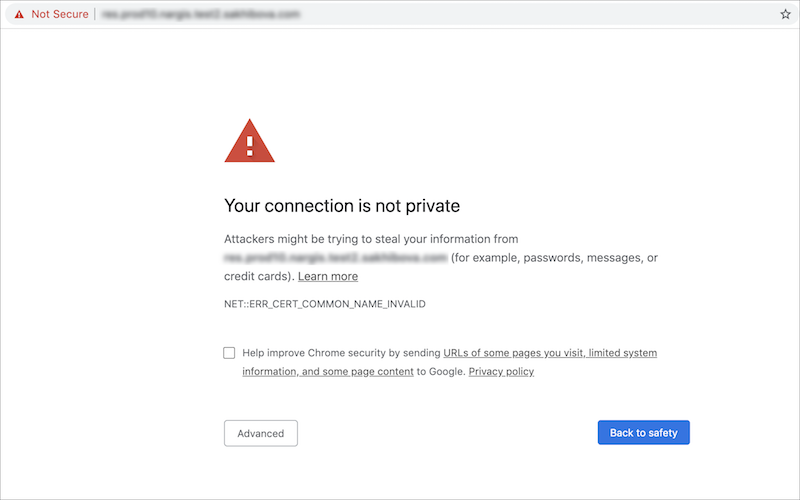 Not Secure
Your connection is not private
Attackers might be trying to steal your information from
(for example, passwords, messages, or
credit cards). Learn more
NET::ERR_CERT_COMMON_NAME_INVALID
Help improve Chrome security by sending URLs of some pages you visit, limited system
information, and some page content to Google. Privacy policy
Advanced
Back to safety